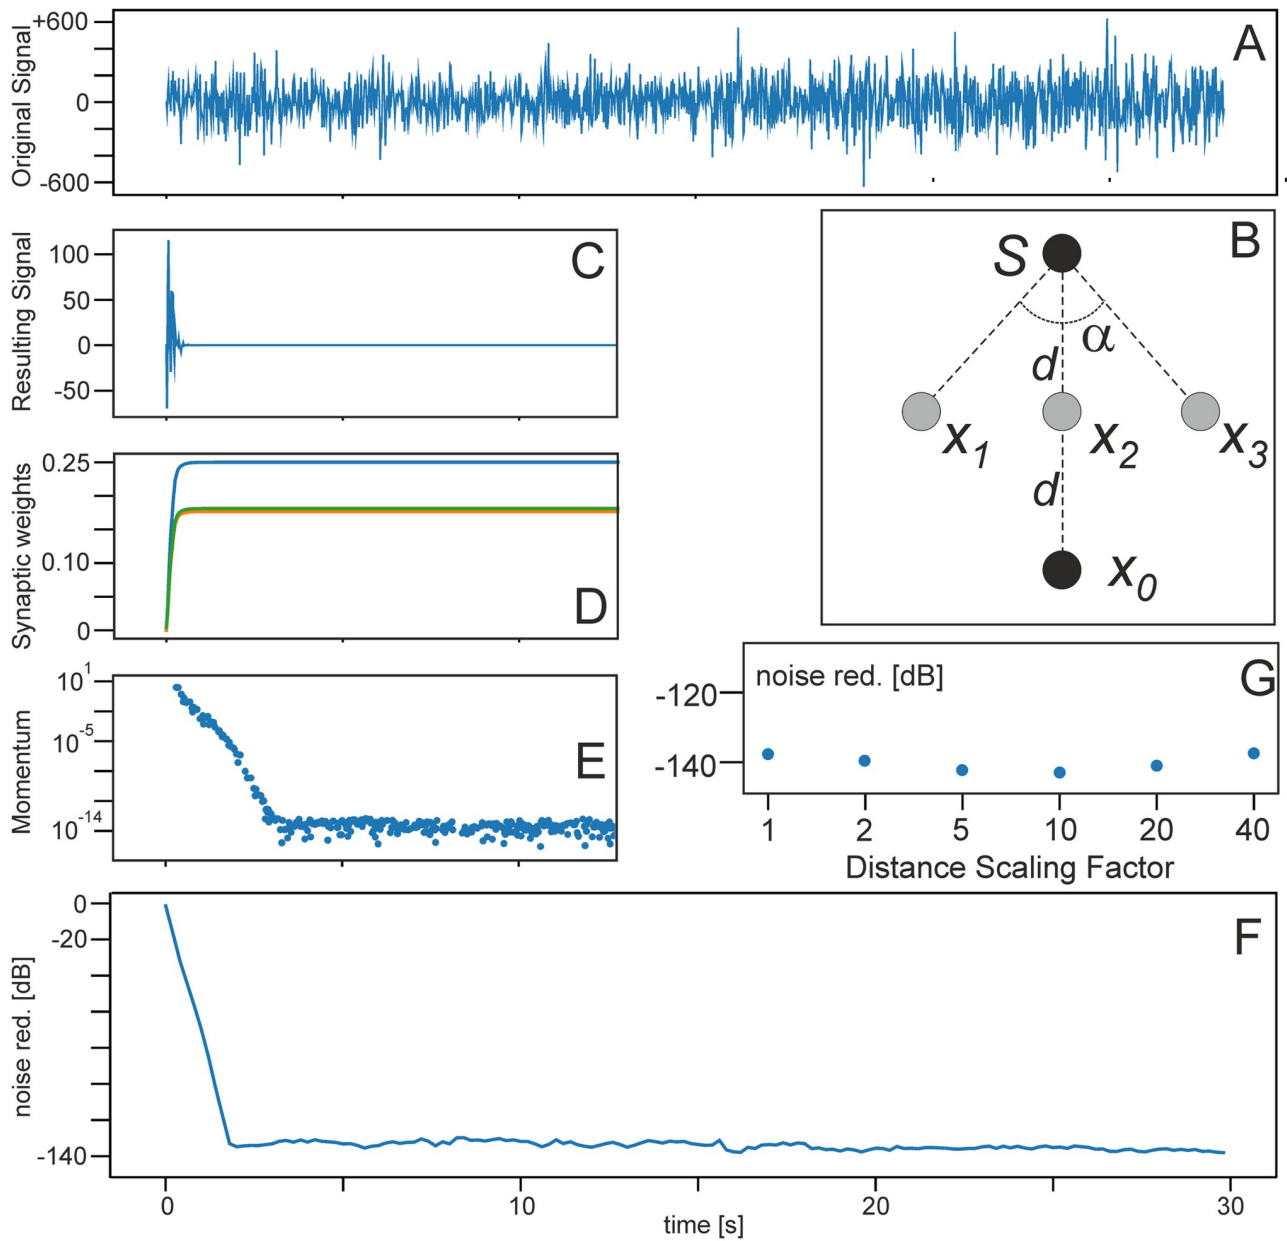 Original Signal
+600
0
-600
A
Resulting Signal
100
50
0
-50
C
B
S
α
d
x1
x2
x3
d
x0
Synaptic weights
0.25
0.10
0
D
Momentum
10^1
10^-5
10^-14
E
noise red. [dB]
G
-120
-140
1 2 5 10 20 40
Distance Scaling Factor
noise red. [dB]
0
-20
-140
F
0 10 20 30
time [s]